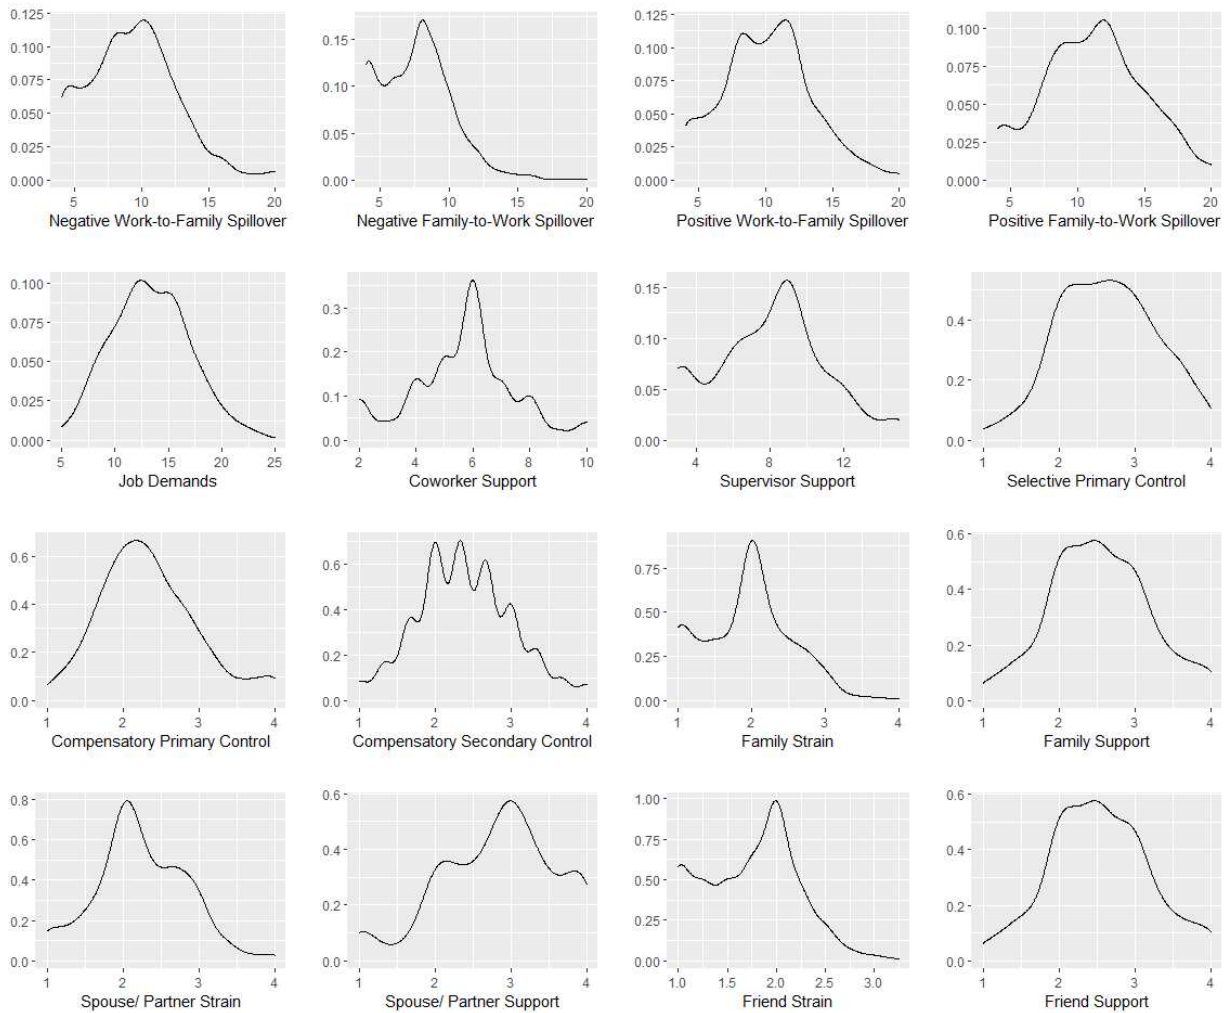 0.125
0.100
0.075
0.050
0.025
0.000
5 10 15 20
Negative Work-to-Family Spillover
0.15
0.10
0.05
0.00
5 10 15 20
Negative Family-to-Work Spillover
0.125
0.100
0.075
0.050
0.025
0.000
5 10 15 20
Positive Work-to-Family Spillover
0.100
0.075
0.050
0.025
0.000
5 10 15 20
Positive Family-to-Work Spillover
0.100
0.075
0.050
0.025
0.000
5 10 15 20 25
Job Demands
0.3
0.2
0.1
0.0
2 4 6 8 10
Coworker Support
0.15
0.10
0.05
0.00
4 8 12
Supervisor Support
0.4
0.2
0.0
1 2 3 4
Selective Primary Control
0.6
0.4
0.2
0.0
1 2 3 4
Compensatory Primary Control
0.6
0.4
0.2
0.0
1 2 3 4
Compensatory Secondary Control
0.75
0.50
0.25
0.00
1 2 3 4
Family Strain
0.6
0.4
0.2
0.0
1 2 3 4
Family Support
0.8
0.6
0.4
0.2
0.0
1 2 3 4
Spouse/ Partner Strain
0.6
0.4
0.2
0.0
1 2 3 4
Spouse/ Partner Support
1.00
0.75
0.50
0.25
0.00
1.0 1.5 2.0 2.5 3.0
Friend Strain
0.6
0.4
0.2
0.0
1 2 3 4
Friend Support